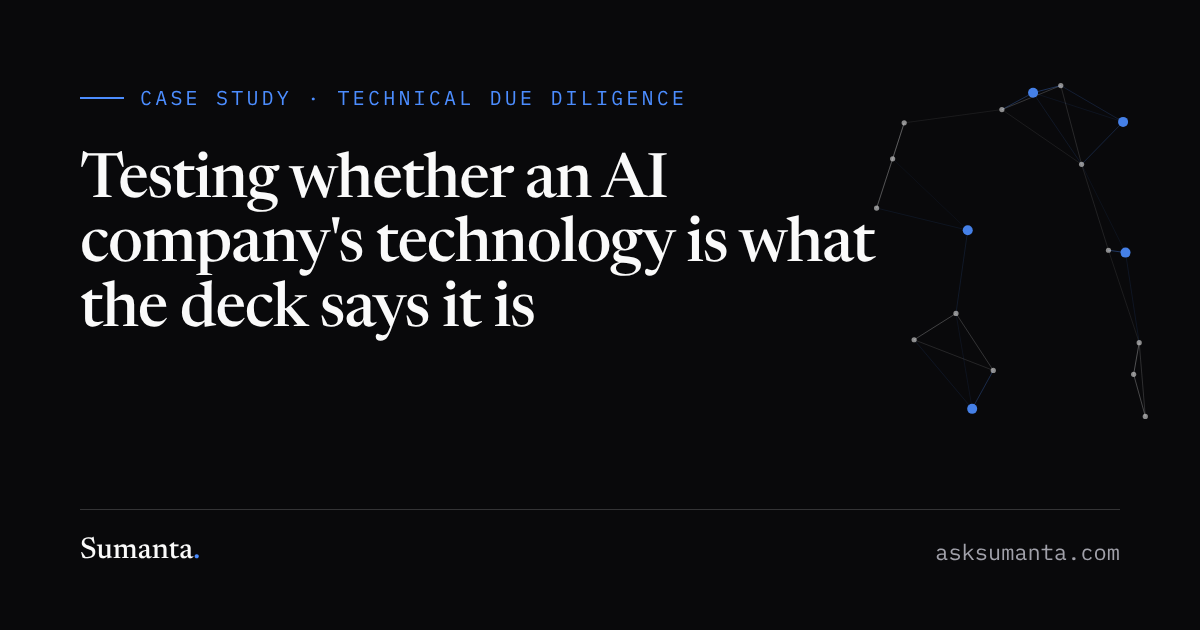 CASE STUDY · TECHNICAL DUE DILIGENCE
Testing whether an AI
company's technology is what
the deck says it is
Sumanta.
asksumanta.com